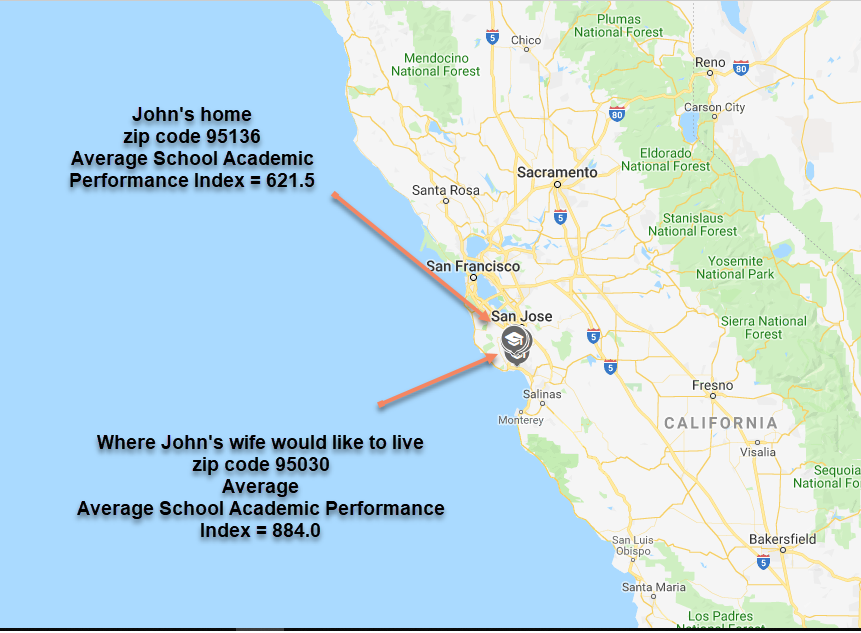 Plumas
National Forest
5
Chico
Mendocino
National Forest
Reno
80
Carson City
80
John's home
zip code 95136
Average School Academic
Performance Index = 621.5
Eldorado
National Forest
Sacramento
Santa Rosa
5
Stanislaus
National Forest
San Francisco
Yosemite
National Park
San Jose
Sierra National
Forest
5
5
Fresno
Salinas
Monterey
CALIFORNIA
Visalia
Where John's wife would like to live
zip code 95030
Average
Average School Academic Performance
Index = 884.0
Sequoia
National Fo
San Luis
Obispo
Bakersfield
5
Santa Maria
Los Padres
National Forest